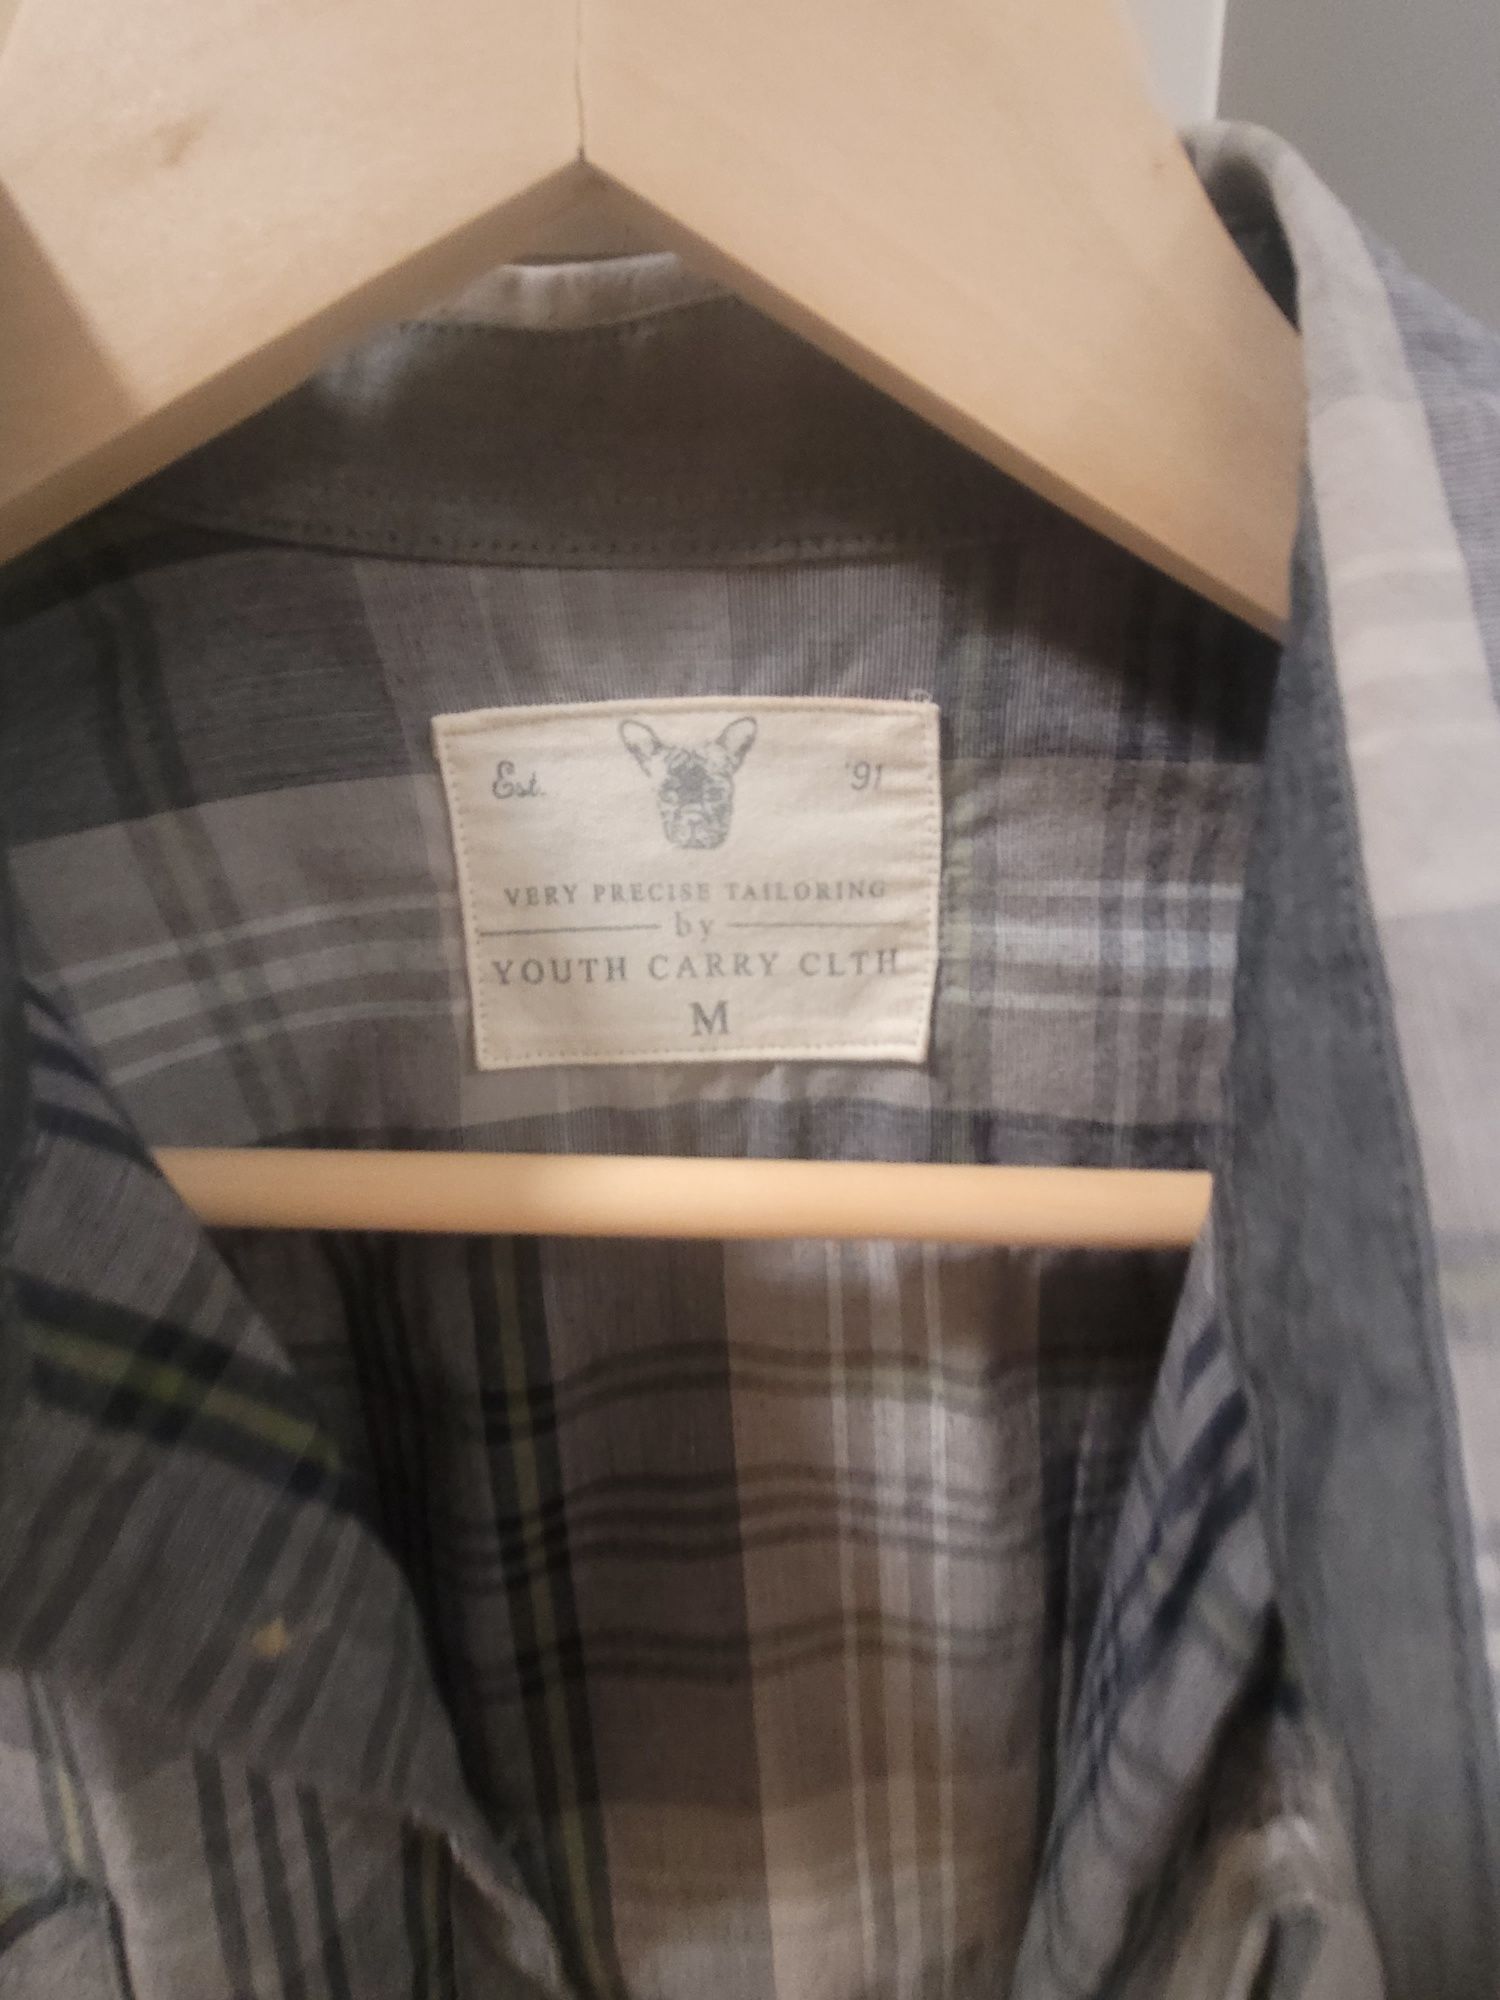 Est. '91
VERY PRECISE TAILORING
by
YOUTH CARRY CLTH
M